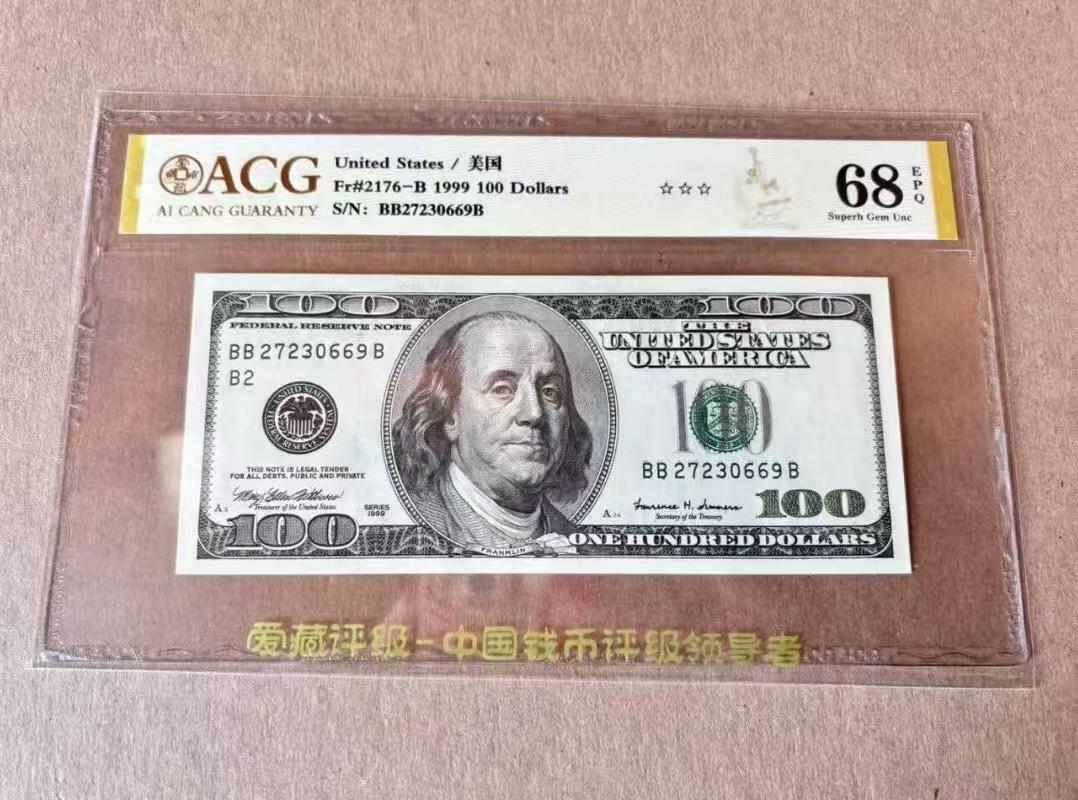 ACG
AI CANG GUARANTY
United States / 美国
Fr#2176-B 1999 100 Dollars
S/N: BB27230669B
☆☆☆
68 EPQ
Superb Gem Unc
100 100
FEDERAL RESERVE NOTE
THE
UNITED STATES
OF AMERICA
BB 27230669 B
B2
100
BB 27230669 B
THIS NOTE IS LEGAL TENDER
FOR ALL DEBTS, PUBLIC AND PRIVATE
Treasurer of the United States
SERIES
1999
Secretary of the Treasury
100
100
FRANKLIN
ONE HUNDRED DOLLARS
爱藏评级-中国钱币评级领导者